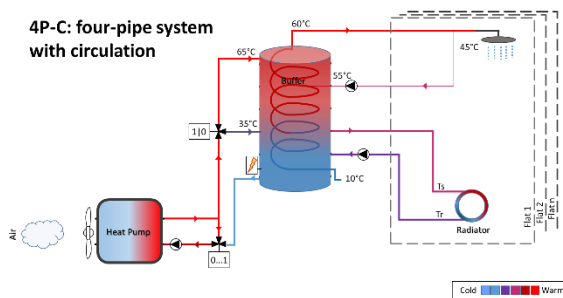 4P-C: four-pipe system
with circulation
60°C
65°C
45°C
Buffer
55°C
1|0
35°C
10°C
Ts
Air
Heat Pump
Tr
Radiator
0...1
Flat 1
Flat 2
Flat n
Cold
Warm